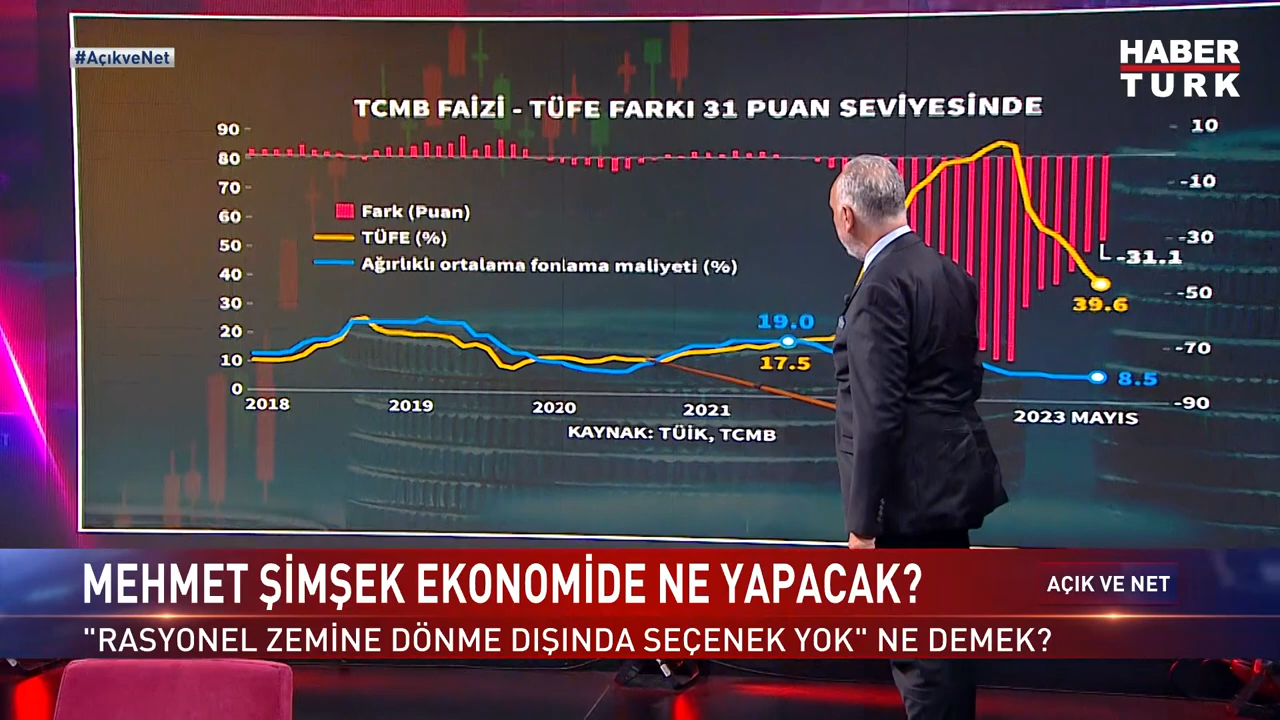 #AçıkveNet
HABER
TURK
TCMB FAİZİ - TÜFE FARKI 31 PUAN SEVİYESİNDE
90
80
70
60
50
40
30
20
10
0
10
-10
-30
-50
-70
-90
Fark (Puan)
TÜFE (%)
Ağırlıklı ortalama fonlama maliyeti (%)
-31.1
39.6
19.0
17.5
8.5
2018
2019
2020
2021
2023 MAYIS
KAYNAK: TÜİK, TCMB
MEHMET ŞİMŞEK EKONOMİDE NE YAPACAK?
AÇIK VE NET
"RASYONEL ZEMİNE DÖNME DIŞINDA SEÇENEK YOK" NE DEMEK?